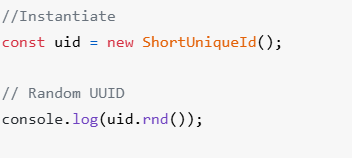 //Instantiate
const uid = new ShortUniqueId();
// Random UUID
console.log(uid.rnd());